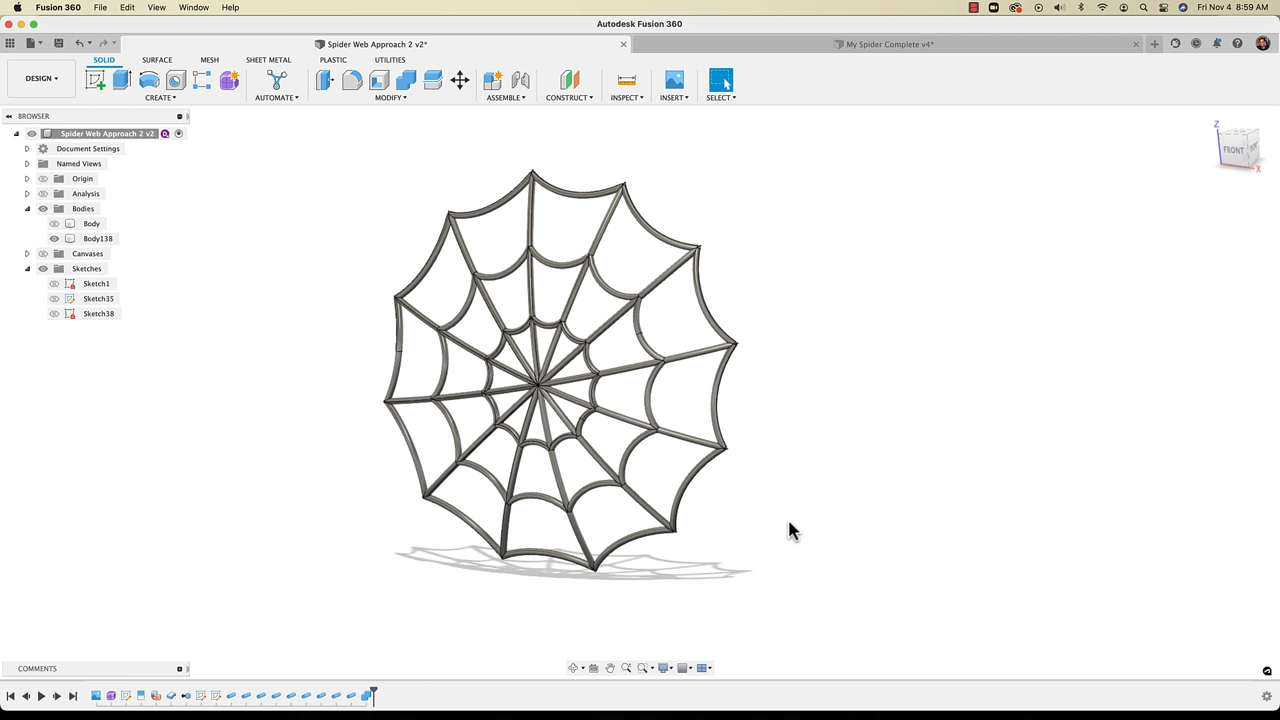 Fusion 360 File Edit View Window Help Fri Nov 4 8:59 AM
Autodesk Fusion 360
Spider Web Approach 2 v2* My Spider Complete v4*
SOLID SURFACE MESH SHEET METAL PLASTIC UTILITIES
DESIGN
CREATE AUTOMATE MODIFY ASSEMBLE CONSTRUCT INSPECT INSERT SELECT
BROWSER
Spider Web Approach 2 v2
Document Settings
Named Views
Origin
Analysis
Bodies
Body
Body138
Canvases
Sketches
Sketch1
Sketch35
Sketch38
Z
FRONT
X
COMMENTS